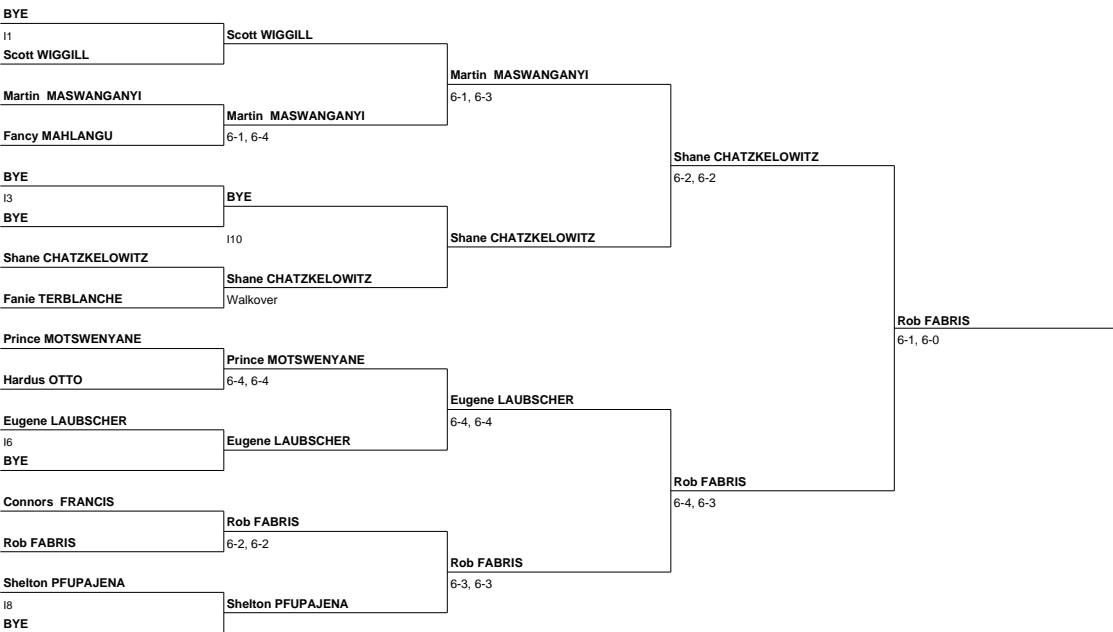 BYE
I1
Scott WIGGILL
Martin  MASWANGANYI
Fancy MAHLANGU
BYE
I3
BYE
Shane CHATZKELOWITZ
Fanie TERBLANCHE
Prince MOTSWENYANE
Hardus OTTO
Eugene LAUBSCHER
I6
BYE
Connors  FRANCIS
Rob FABRIS
Shelton PFUPAJENA
I8
BYE
Scott WIGGILL
Martin  MASWANGANYI
6-1, 6-4
BYE
I10
Shane CHATZKELOWITZ
Walkover
Prince MOTSWENYANE
6-4, 6-4
Eugene LAUBSCHER
Rob FABRIS
6-2, 6-2
Shelton PFUPAJENA
Martin  MASWANGANYI
6-1, 6-3
Shane CHATZKELOWITZ
Eugene LAUBSCHER
6-4, 6-4
Rob FABRIS
6-3, 6-3
Shane CHATZKELOWITZ
6-2, 6-2
Rob FABRIS
6-4, 6-3
Rob FABRIS
6-1, 6-0